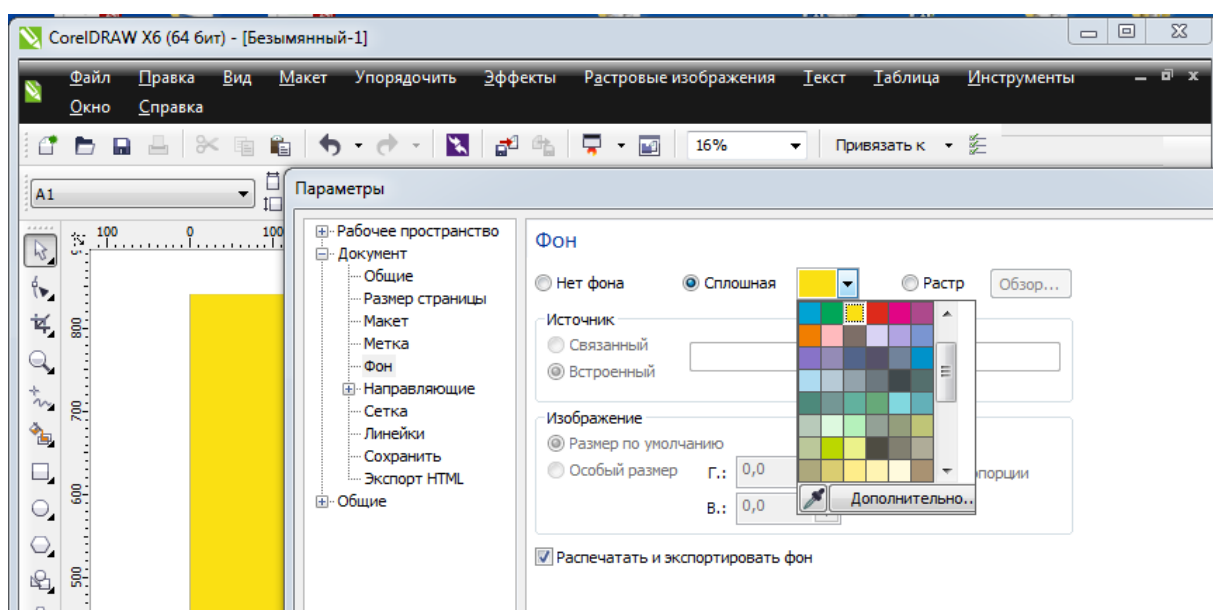 CorelDRAW X6 (64 бит) - [Безымянный-1]
Файл Правка Вид Макет Упорядочить Эффекты Растровые изображения Текст Таблица Инструменты
Окно Справка
16% Привязать к
A1
Параметры
100 0 100
800
700
600
500
Рабочее пространство
Документ
Общие
Размер страницы
Макет
Метка
Фон
Направляющие
Сетка
Линейки
Сохранить
Экспорт HTML
Общие
Фон
Нет фона Сплошная Растр Обзор...
Источник
Связанный
Встроенный
Изображение
Размер по умолчанию
Особый размер Г.: 0,0 порции
В.: 0,0
Дополнительно..
Распечатать и экспортировать фон